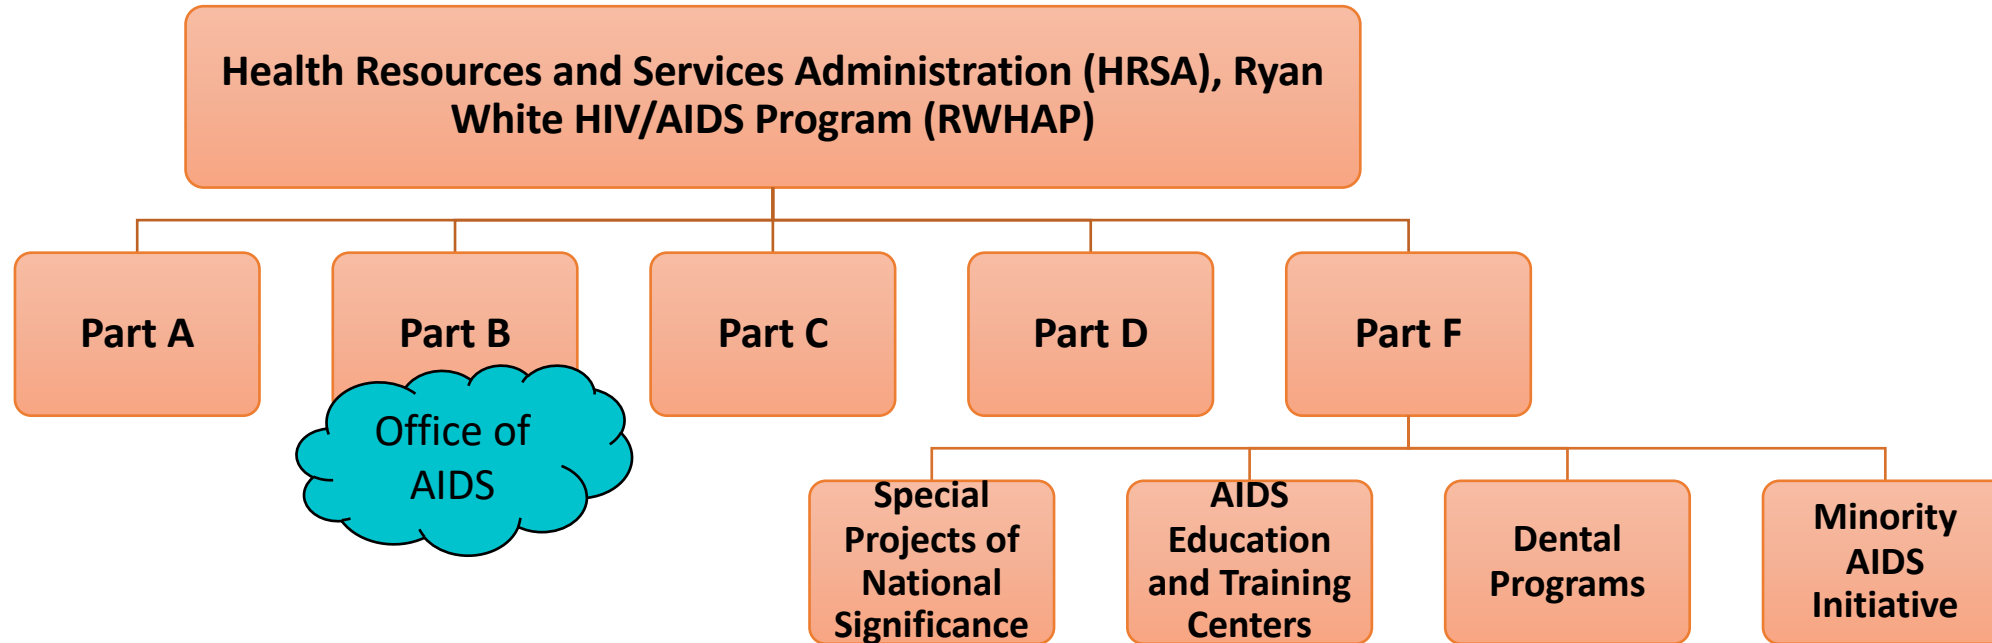 Health Resources and Services Administration (HRSA), Ryan
White HIV/AIDS Program (RWHAP)
Part A
Part B
Part C
Part D
Part F
Office of
AIDS
Special
Projects of
National
Significance
AIDS
Education
and Training
Centers
Dental
Programs
Minority
AIDS
Initiative